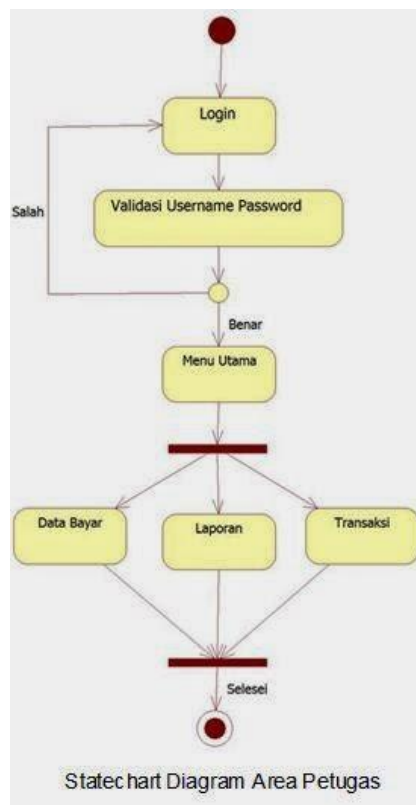 Login
Validasi Username Password
Salah
Benar
Menu Utama
Data Bayar
Laporan
Transaksi
Selesei
Statechart Diagram Area Petugas